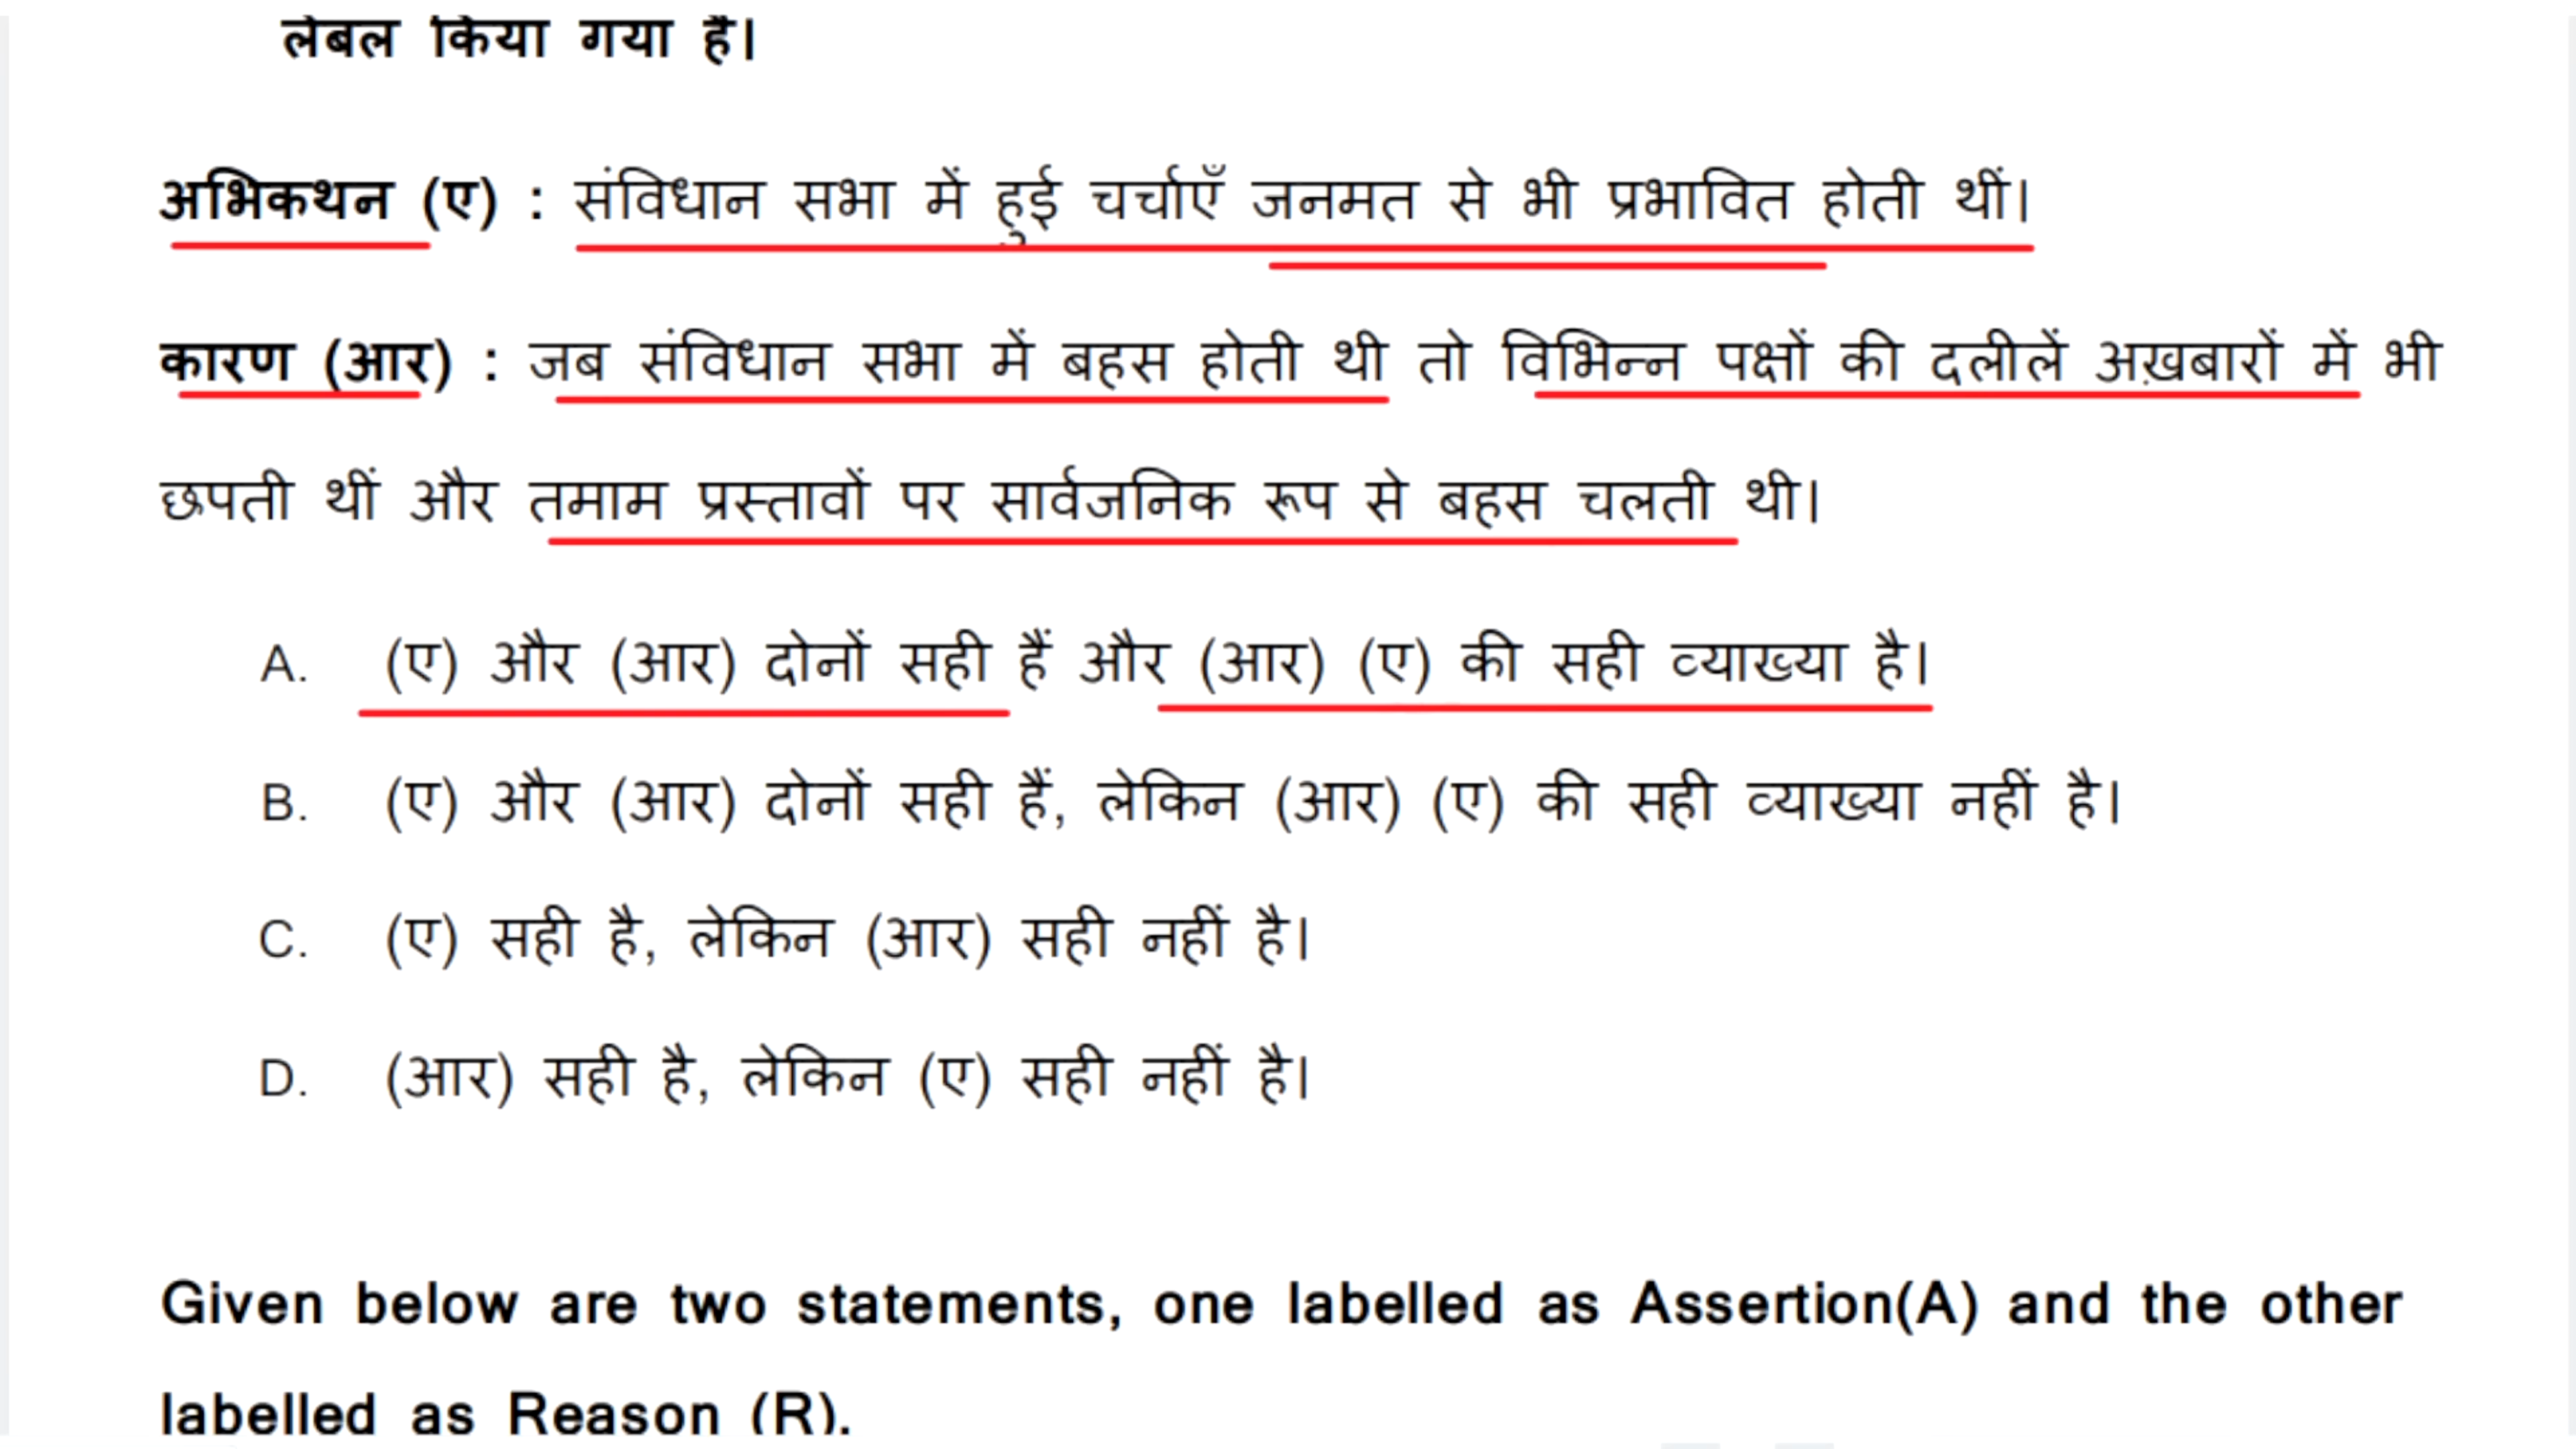 लेबल किया गया है।
अभिकथन (ए) : संविधान सभा में हुई चर्चाएँ जनमत से भी प्रभावित होती थीं।
कारण (आर) : जब संविधान सभा में बहस होती थी तो विभिन्न पक्षों की दलीलें अख़बारों में भी
छपती थीं और तमाम प्रस्तावों पर सार्वजनिक रूप से बहस चलती थी।
A. (ए) और (आर) दोनों सही हैं और (आर) (ए) की सही व्याख्या है।
B. (ए) और (आर) दोनों सही हैं, लेकिन (आर) (ए) की सही व्याख्या नहीं है।
C. (ए) सही है, लेकिन (आर) सही नहीं है।
D. (आर) सही है, लेकिन (ए) सही नहीं है।
Given below are two statements, one labelled as Assertion(A) and the other
labelled as Reason (R).